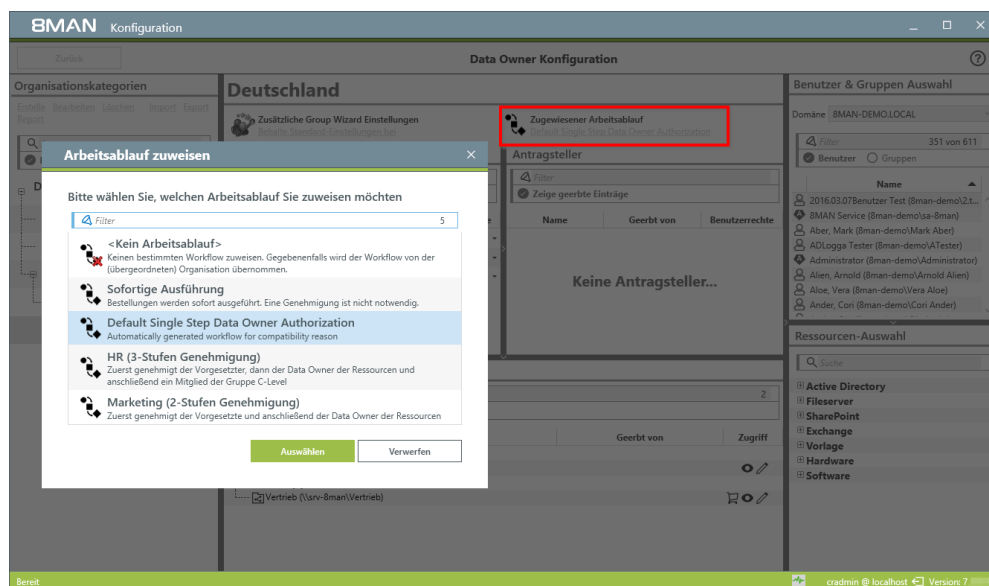 8MAN Konfiguration
Zurück
Data Owner Konfiguration
Organisationskategorien
Erstelle Bearbeiten Löschen Import Export
Report
Deutschland
Zusätzliche Group Wizard Einstellungen
Behalte Standard-Einstellungen bei
Zugewiesener Arbeitsablauf
Default Single Step Data Owner Authorization
Antragsteller
Filter
Zeige geerbte Einträge
Name Geerbt von Benutzerrechte
Keine Antragsteller...
Benutzer & Gruppen Auswahl
Domäne 8MAN-DEMO.LOCAL
Filter 351 von 611
Benutzer Gruppen
Name
2016.03.07Benutzer Test (8man-demo\2.t...
8MAN Service (8man-demo\sa-8man)
Aber, Mark (8man-demo\Mark Aber)
ADLogga Tester (8man-demo\ATester)
Administrator (8man-demo\Administrator)
Alien, Arnold (8man-demo\Arnold Alien)
Aloe, Vera (8man-demo\Vera Aloe)
Ander, Cori (8man-demo\Cori Ander)
Ressourcen-Auswahl
Suche
Active Directory
Fileserver
SharePoint
Exchange
Vorlage
Hardware
Software
Arbeitsablauf zuweisen
Bitte wählen Sie, welchen Arbeitsablauf Sie zuweisen möchten
Filter 5
<Kein Arbeitsablauf>
Keinen bestimmten Workflow zuweisen. Gegebenenfalls wird der Workflow von der
(übergeordneten) Organisation übernommen.
Sofortige Ausführung
Bestellungen werden sofort ausgeführt. Eine Genehmigung ist nicht notwendig.
Default Single Step Data Owner Authorization
Automatically generated workflow for compatibility reason
HR (3-Stufen Genehmigung)
Zuerst genehmigt der Vorgesetzter, dann der Data Owner der Ressourcen und
anschließend ein Mitglied der Gruppe C-Level
Marketing (2-Stufen Genehmigung)
Zuerst genehmigt der Vorgesetzte und anschließend der Data Owner der Ressourcen
Auswählen Verwerfen
2
Geerbt von Zugriff
Vertrieb (\\srv-8man\Vertrieb)
Bereit
cradmin @ localhost Version: 7